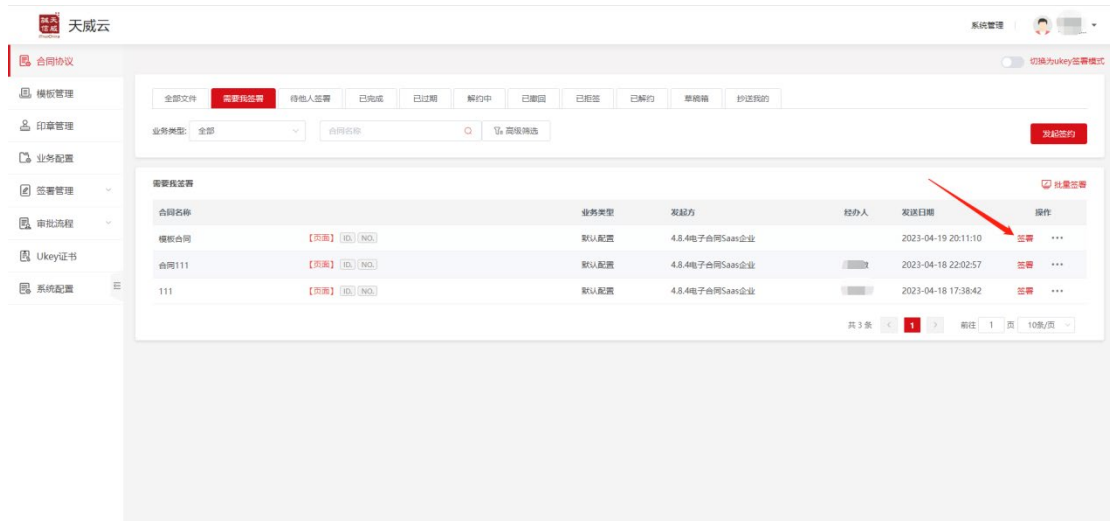 天威云
系统管理
合同协议
切换为ukey签署模式
模板管理
全部文件 需要我签署 待他人签署 已完成 已过期 解约中 已撤回 已拒签 已解约 草稿箱 抄送我的
印章管理
业务类型: 全部 合同名称 高级筛选 发起签约
业务配置
签署管理
需要我签署 批量签署
合同名称 业务类型 发起方 经办人 发送日期 操作
审批流程
模板合同 【页面】 ID. NO. 默认配置 4.8.4电子合同Saas企业 2023-04-19 20:11:10 签署 ···
Ukey证书
合同111 【页面】 ID. NO. 默认配置 4.8.4电子合同Saas企业 2023-04-18 22:02:57 签署 ···
系统配置
111 【页面】 ID. NO. 默认配置 4.8.4电子合同Saas企业 2023-04-18 17:38:42 签署 ···
共 3 条 < 1 > 前往 1 页 10条/页